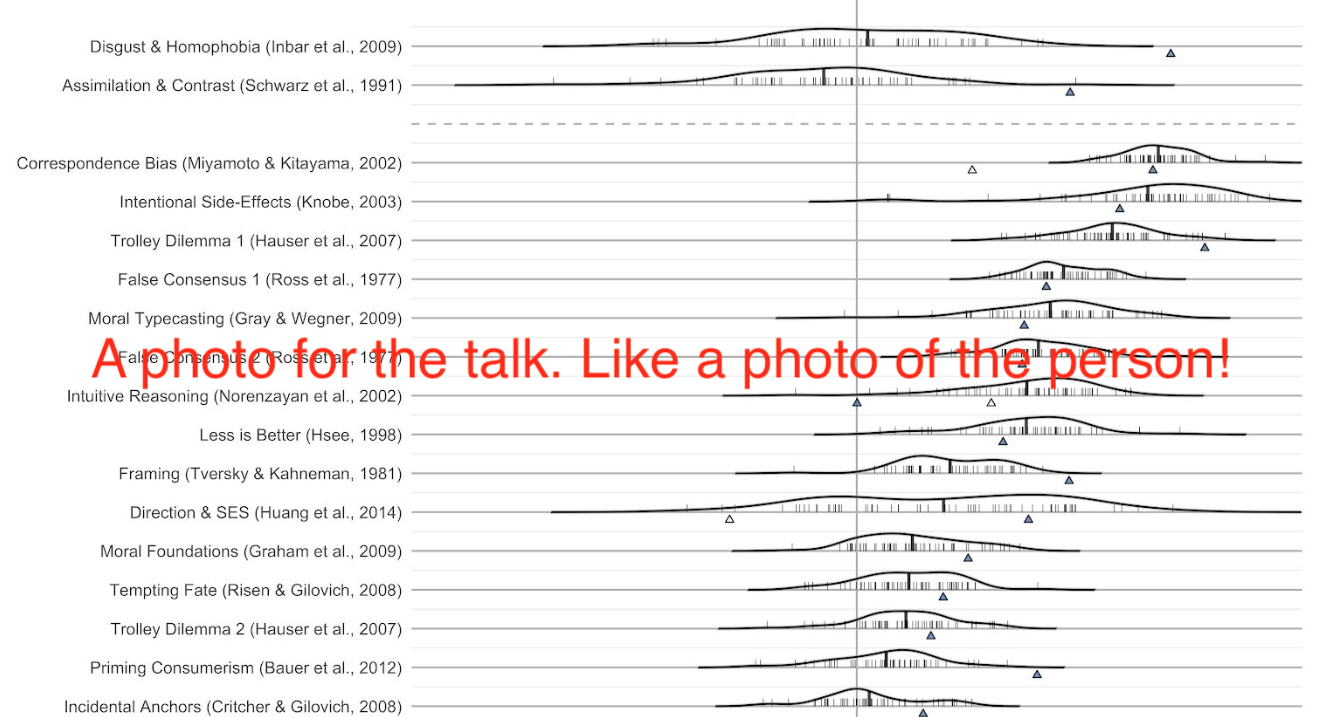 Disgust & Homophobia (Inbar et al., 2009)
Assimilation & Contrast (Schwarz et al., 1991)
Correspondence Bias (Miyamoto & Kitayama, 2002)
Intentional Side-Effects (Knobe, 2003)
Trolley Dilemma 1 (Hauser et al., 2007)
False Consensus 1 (Ross et al., 1977)
Moral Typecasting (Gray & Wegner, 2009)
False Consensus 2 (Ross et al., 1977)
A photo for the talk. Like a photo of the person!
Intuitive Reasoning (Norenzayan et al., 2002)
Less is Better (Hsee, 1998)
Framing (Tversky & Kahneman, 1981)
Direction & SES (Huang et al., 2014)
Moral Foundations (Graham et al., 2009)
Tempting Fate (Risen & Gilovich, 2008)
Trolley Dilemma 2 (Hauser et al., 2007)
Priming Consumerism (Bauer et al., 2012)
Incidental Anchors (Critcher & Gilovich, 2008)